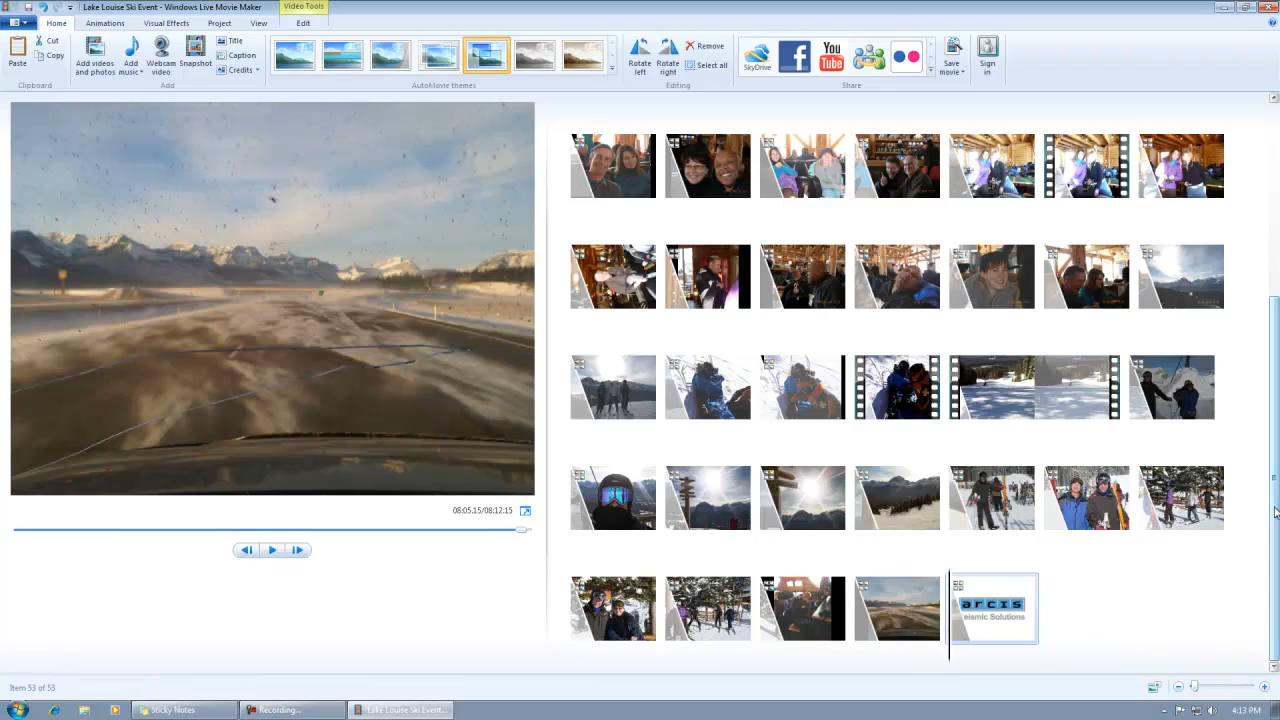 Lake Louise Ski Event - Windows Live Movie Maker
Video Tools
Home
Animations
Visual Effects
Project
View
Edit
Paste
Cut
Copy
Clipboard
Add videos and photos
Add music
Webcam video
Snapshot
Title
Caption
Credits
Add
AutoMovie themes
Rotate left
Rotate right
Remove
Select all
Editing
SkyDrive
You Tube
Share
Save movie
Sign in
08:05.15/08:12.15
arcis
eismic Solutions
Item 53 of 53
Sticky Notes
Recording...
Lake Louise Ski Event...
4:13 PM